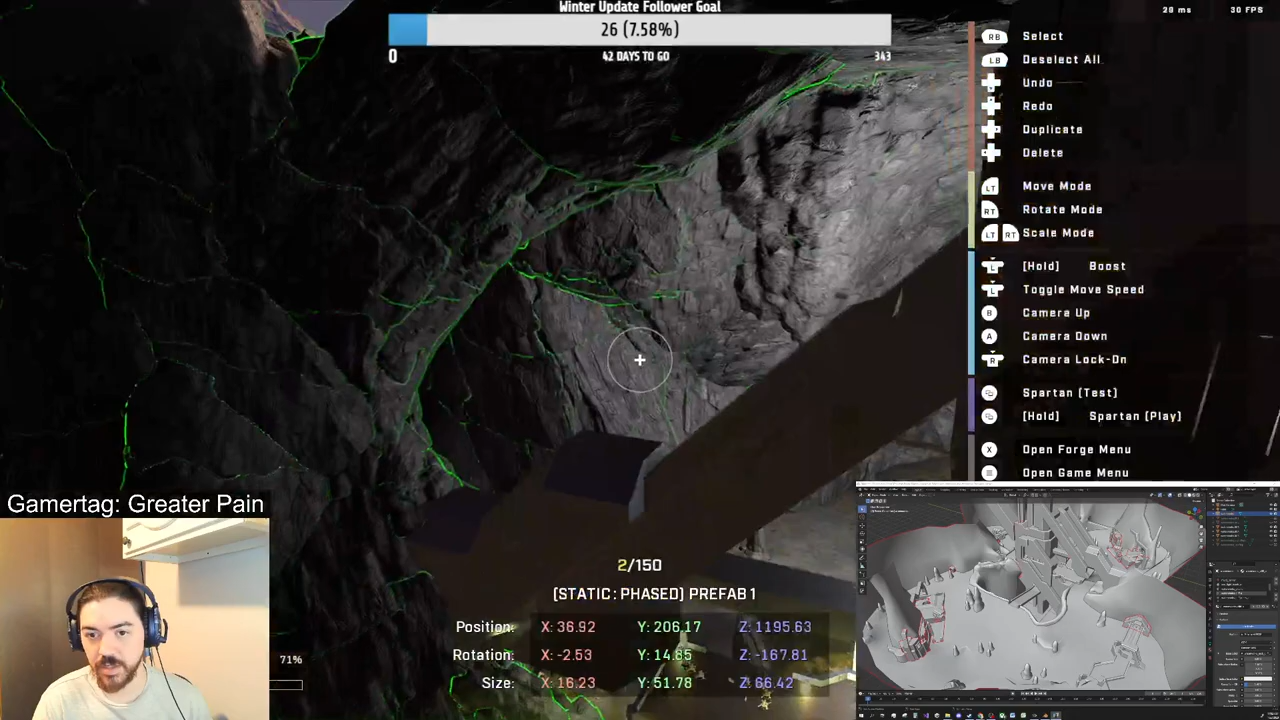 Winter Update Follower Goal
26 (7.58%)
0
42 DAYS TO GO
343
29 ms
30 FPS
RB Select
LB Deselect All
Undo
Redo
Duplicate
Delete
LT Move Mode
RT Rotate Mode
LT RT Scale Mode
L [Hold] Boost
L Toggle Move Speed
B Camera Up
A Camera Down
R Camera Lock-On
Spartan (Test)
[Hold] Spartan (Play)
X Open Forge Menu
Open Game Menu
Gamertag: Greater Pain
71%
2/150
(STATIC : PHASED) PREFAB 1
Position: X: 36.92 Y: 206.17 Z: 1195.63
Rotation: X: -2.53 Y: 14.85 Z: -167.81
Size: 16.23 Y: 51.78 Z: 66.42